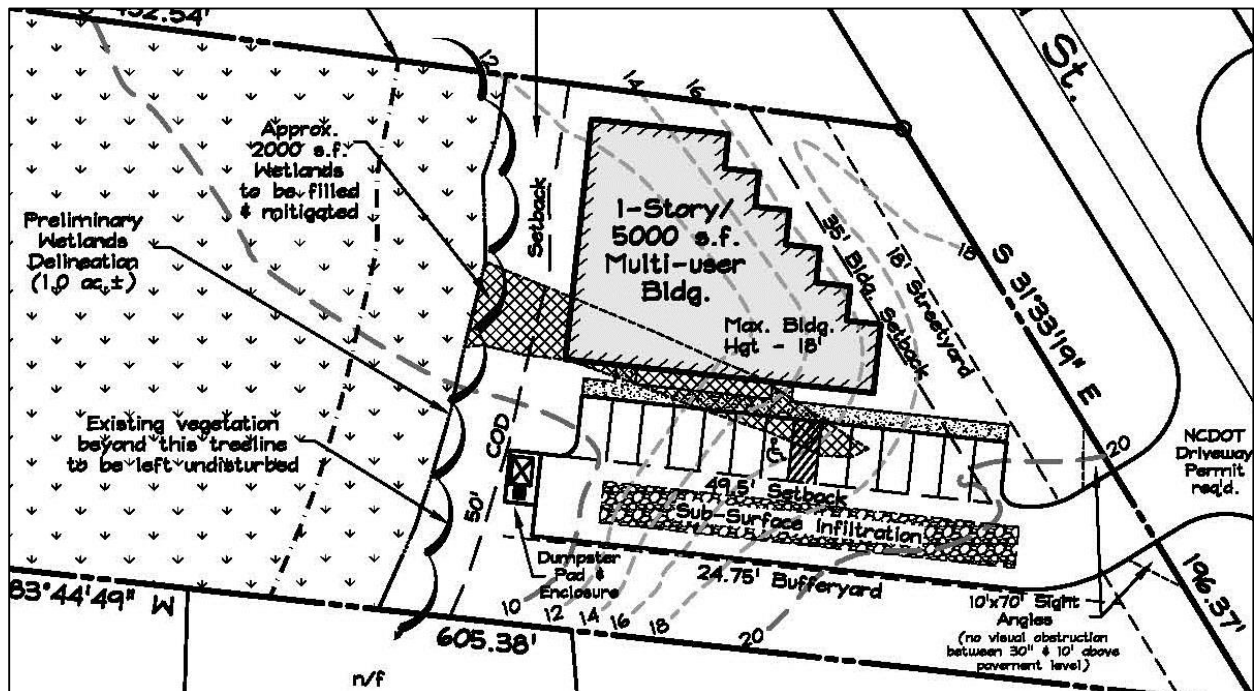 St.
12
14
16
Approx.
2000 s.f.
Wetlands
to be filled
& mitigated
Setback
1-Story/
5000 s.f.
Multi-user
Bldg.
Max. Bldg.
Hgt - 18'
35' Bldg. Setback
18' Streetyard
18
S 31°33'19" E
Preliminary
Wetlands
Delineation
(1.0 ac.±)
Existing vegetation
beyond this treeline
to be left undisturbed
50' COD
20
NCDOT
Driveway
Permit
req'd.
49.5' Setback
Sub-Surface Infiltration
Dumpster
Pad &
Enclosure
24.75' Bufferyard
10
12
14
16
18
20
10'x70' Sight
Angles
(no visual obstruction
between 30" & 10' above
pavement level)
196.37'
83°44'49" W
605.38'
n/f